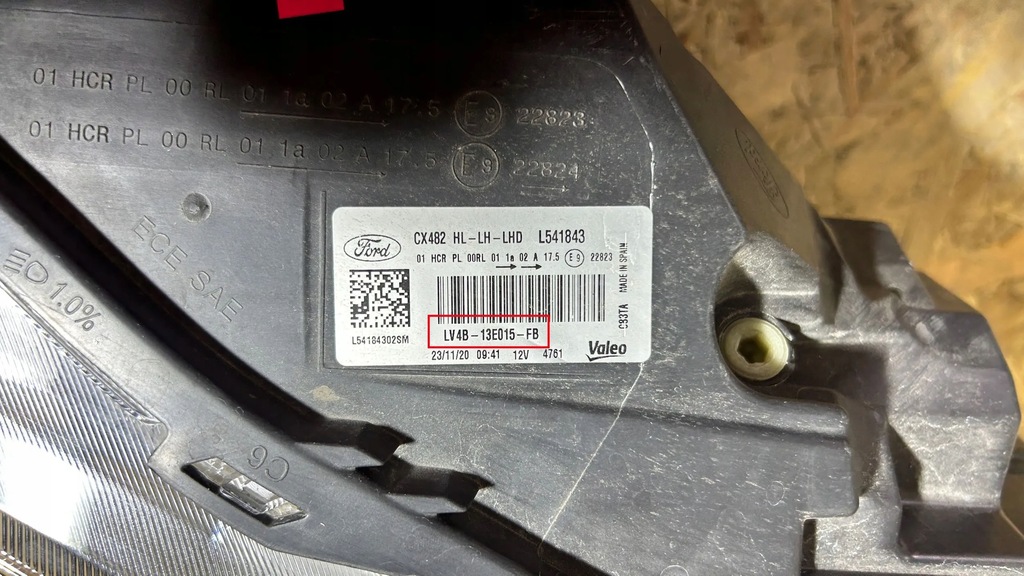 01 HCR PL 00 RL 01 1a 02 A 17.5 E9 22823
01 HCR PL 00 RL 01 1a 02 A 17.5 E9 22824
ECE SAE
1.0%
Ford
CX482 HL-LH-LHD L541843
01 HCR PL 00RL 01 1a 02 A 17.5 E9 22823
MADE IN SPAIN
C83TA
LV4B-13E015-FB
L54184302SM
23/11/20 09:41 12V 4761
Valeo